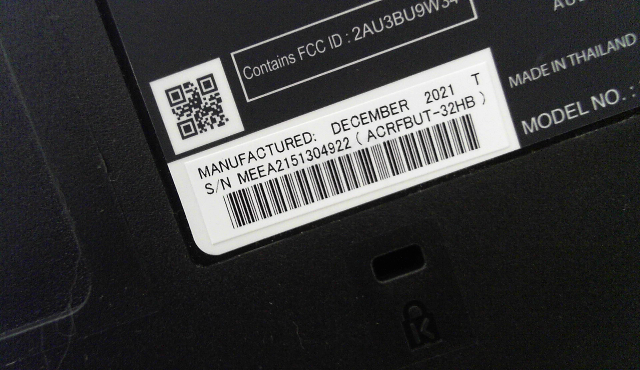 Contains FCC ID : 2AU3BU9W34
MADE IN THAILAND
MODEL NO. :
MANUFACTURED: DECEMBER 2021 T
S/N MEEA2151304922 ( ACRFBUT-32HB )
K